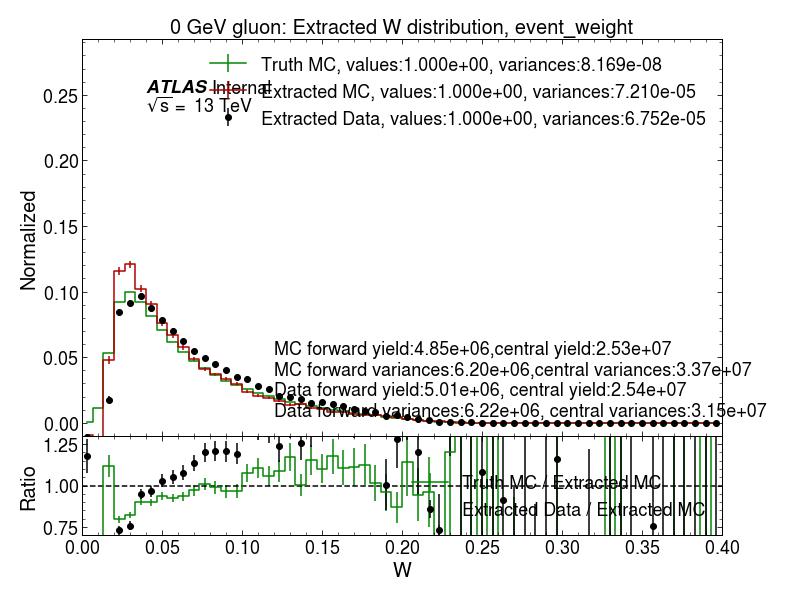 0 GeV gluon: Extracted W distribution, event_weight
Truth MC, values:1.000e+00, variances:8.169e-08
ATLAS Internal
Extracted MC, values:1.000e+00, variances:7.210e-05
√s = 13 TeV
Extracted Data, values:1.000e+00, variances:6.752e-05
Normalized
0.25
0.20
0.15
0.10
0.05
0.00
MC forward yield:4.85e+06,central yield:2.53e+07
MC forward variances:6.20e+06,central variances:3.37e+07
Data forward yield:5.01e+06, central yield:2.54e+07
Data forward variances:6.22e+06, central variances:3.15e+07
Ratio
1.25
1.00
0.75
Truth MC / Extracted MC
Extracted Data / Extracted MC
0.00 0.05 0.10 0.15 0.20 0.25 0.30 0.35 0.40
W